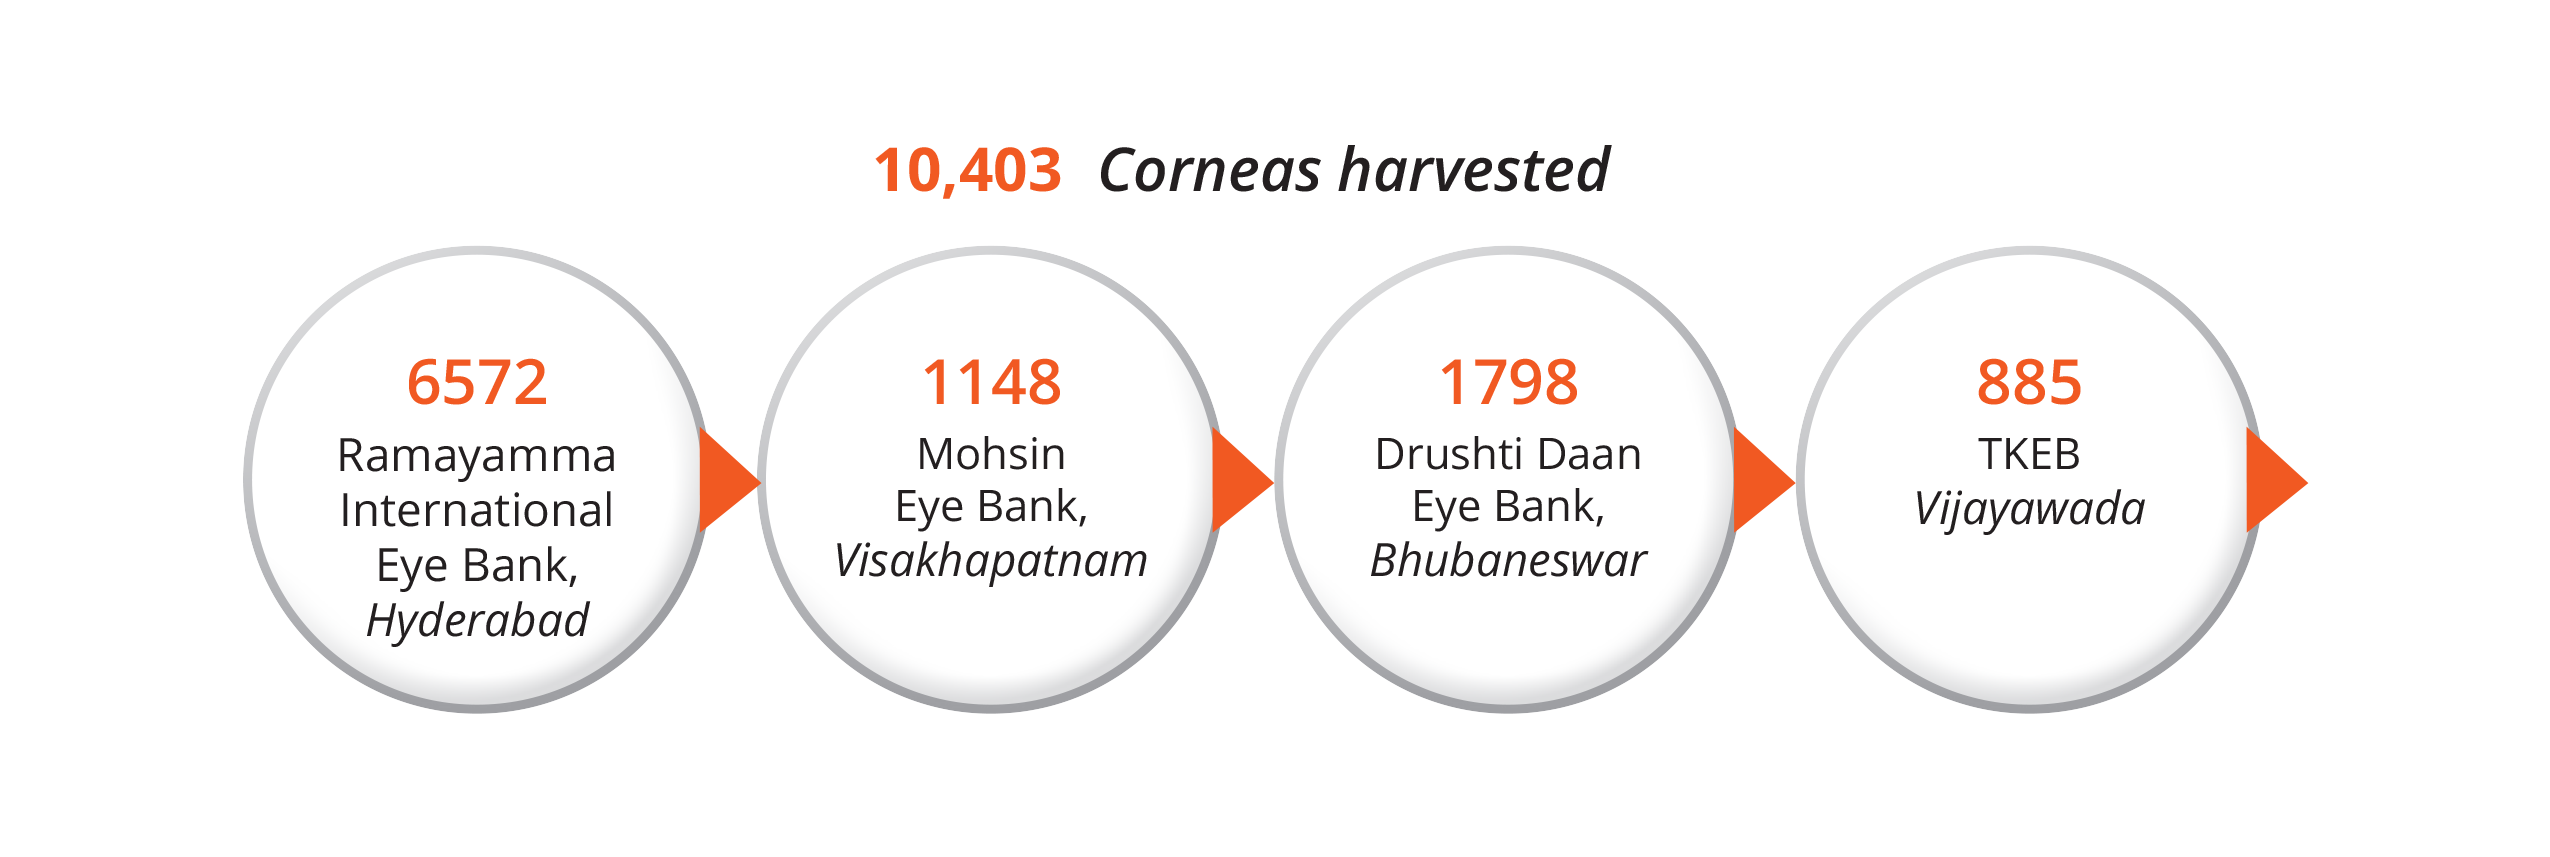 10,403 Corneas harvested
6572
Ramayamma
International
Eye Bank,
Hyderabad
1148
Mohsin
Eye Bank,
Visakhapatnam
1798
Drushti Daan
Eye Bank,
Bhubaneswar
885
TKEB
Vijayawada